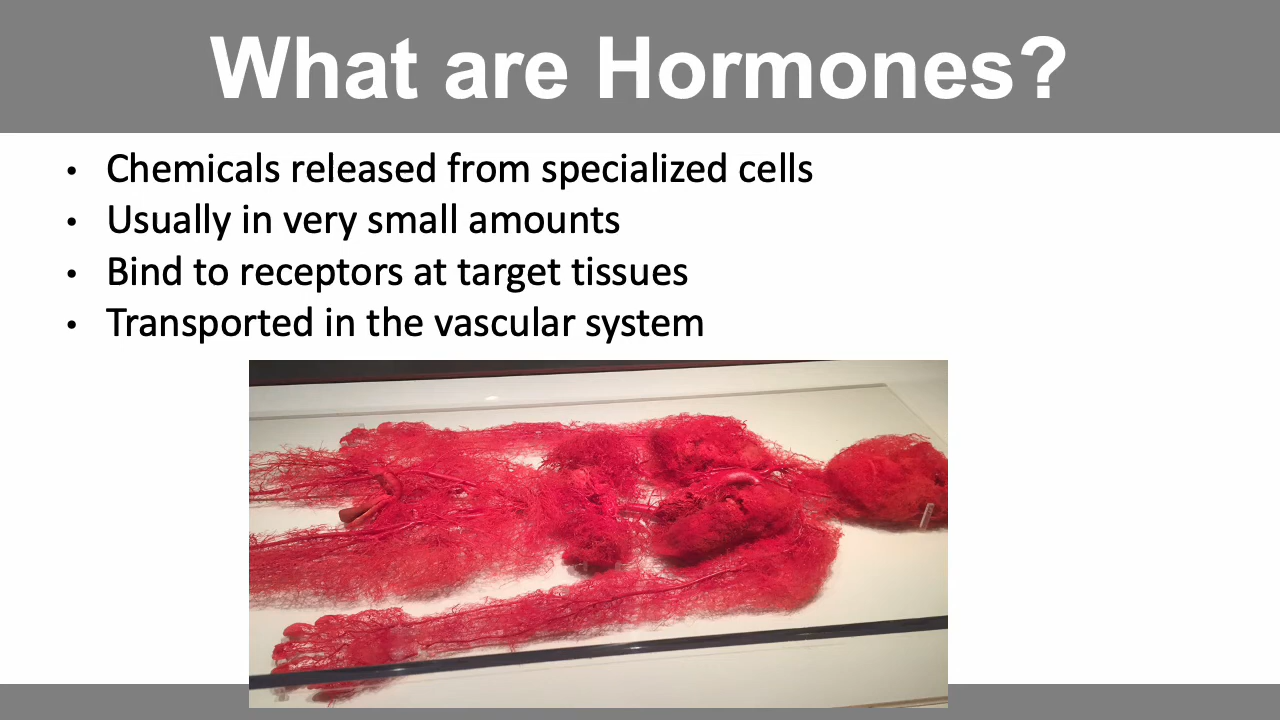 What are Hormones?
• Chemicals released from specialized cells
• Usually in very small amounts
• Bind to receptors at target tissues
• Transported in the vascular system